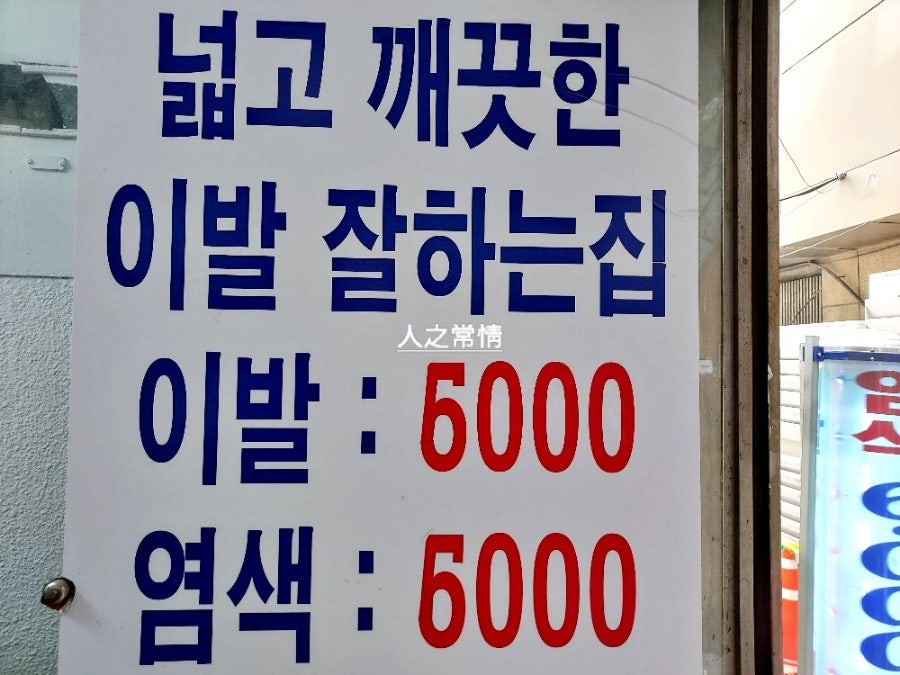 넓고 깨끗한
이발 잘하는집
人之常情
이발 : 6000
염색 : 6000